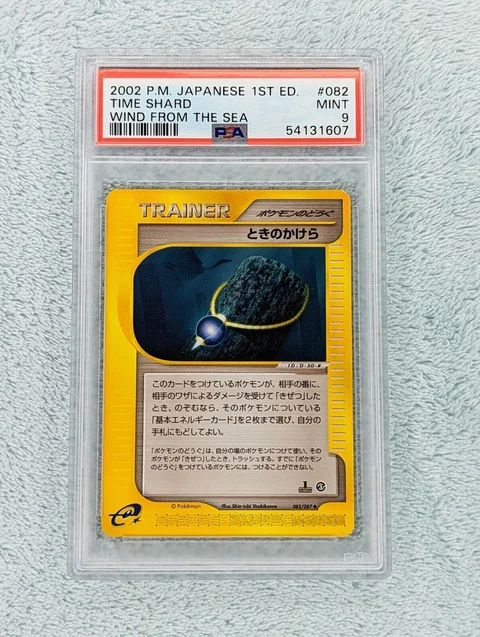 2002 P.M. JAPANESE 1ST ED. #082
TIME SHARD MINT
WIND FROM THE SEA 9
PSA 54131607
TRAINER ポケモンのどうぐ
ときのかけら
ID:D-50-#
このカードをつけているポケモンが、相手の番に、
相手のワザによるダメージを受けて「きぜつ」した
とき、のぞむなら、そのポケモンについている
「基本エネルギーカード」を2枚まで選び、自分の
手札にもどしてよい。
「ポケモンのどうぐ」は、自分の場のポケモンにつけて使い、その
ポケモンが「きぜつ」したとき、トラッシュする。すでに「ポケモン
のどうぐ」をつけているポケモンには、つけることができない。
1
e
©Pokémon Illus.Shin-ichi Yoshikawa 082/087